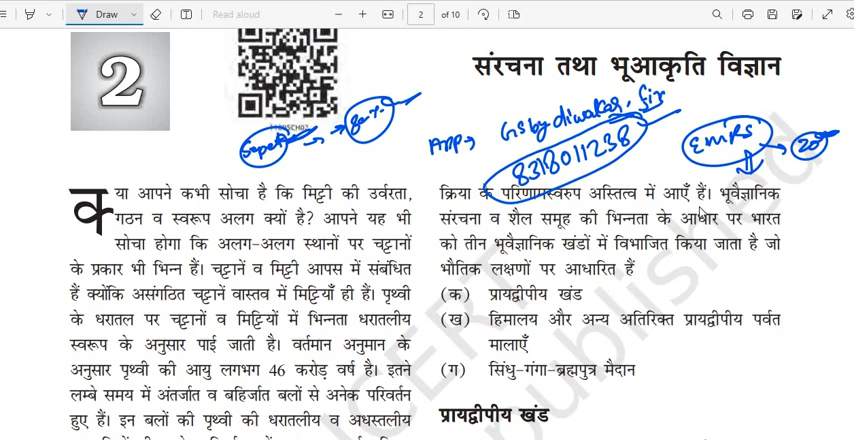 Draw
Read aloud
2 of 10
2
11095CH02
संरचना तथा भूआकृति विज्ञान
80%
APP → GS by diwakar sir
8318011238
EMRS → 20
क्या आपने कभी सोचा है कि मिट्टी की उर्वरता,
गठन व स्वरूप अलग क्यों है? आपने यह भी
सोचा होगा कि अलग-अलग स्थानों पर चट्टानों
के प्रकार भी भिन्न हैं। चट्टानें व मिट्टी आपस में संबंधित
हैं क्योंकि असंगठित चट्टानें वास्तव में मिट्टियाँ ही हैं। पृथ्वी
के धरातल पर चट्टानों व मिट्टियों में भिन्नता धरातलीय
स्वरूप के अनुसार पाई जाती है। वर्तमान अनुमान के
अनुसार पृथ्वी की आयु लगभग 46 करोड़ वर्ष है। इतने
लम्बे समय में अंतर्जात व बहिर्जात बलों से अनेक परिवर्तन
हुए हैं। इन बलों की पृथ्वी की धरातलीय व अधस्तलीय
क्रिया के परिणामस्वरुप अस्तित्व में आएँ हैं। भूवैज्ञानिक
संरचना व शैल समूह की भिन्नता के आधार पर भारत
को तीन भूवैज्ञानिक खंडों में विभाजित किया जाता है जो
भौतिक लक्षणों पर आधारित हैं
(क) प्रायद्वीपीय खंड
(ख) हिमालय और अन्य अतिरिक्त प्रायद्वीपीय पर्वत
मालाएँ
(ग) सिंधु-गंगा-ब्रह्मपुत्र मैदान
प्रायद्वीपीय खंड